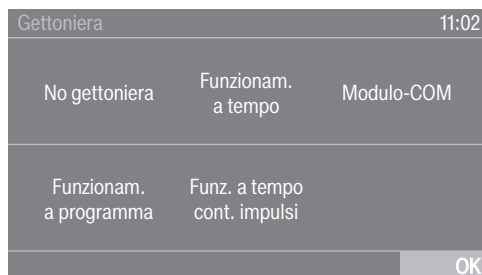 Gettoniera 11:02
No gettoniera
Funzionam.
a tempo
Modulo-COM
Funzionam.
a programma
Funz. a tempo
cont. impulsi
OK